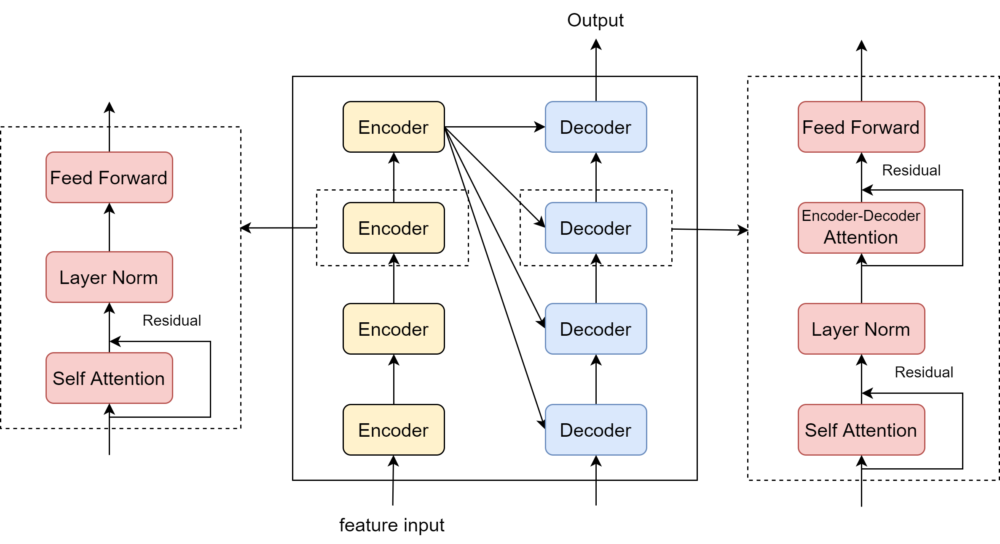 Output
Feed Forward
Layer Norm
Residual
Self Attention
Encoder
Encoder
Encoder
Encoder
feature input
Decoder
Decoder
Decoder
Decoder
Feed Forward
Residual
Encoder-Decoder
Attention
Layer Norm
Residual
Self Attention